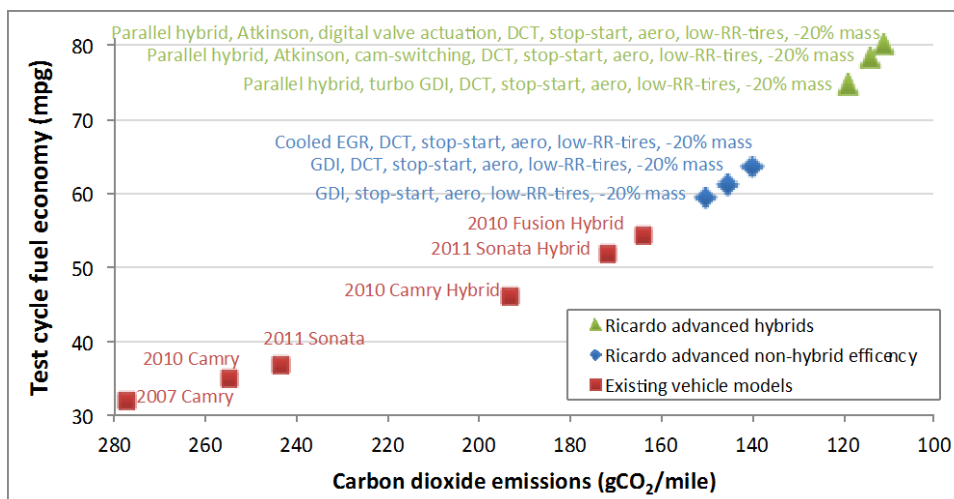 Parallel hybrid, Atkinson, digital valve actuation, DCT, stop-start, aero, low-RR-tires, -20% mass
Parallel hybrid, Atkinson, cam-switching, DCT, stop-start, aero, low-RR-tires, -20% mass
Parallel hybrid, turbo GDI, DCT, stop-start, aero, low-RR-tires, -20% mass
Cooled EGR, DCT, stop-start, aero, low-RR-tires, -20% mass
GDI, DCT, stop-start, aero, low-RR-tires, -20% mass
GDI, stop-start, aero, low-RR-tires, -20% mass
2010 Fusion Hybrid
2011 Sonata Hybrid
2010 Camry Hybrid
2011 Sonata
2010 Camry
2007 Camry
Ricardo advanced hybrids
Ricardo advanced non-hybrid efficency
Existing vehicle models
Test cycle fuel economy (mpg)
80
70
60
50
40
30
280 260 240 220 200 180 160 140 120 100
Carbon dioxide emissions (gCO₂/mile)